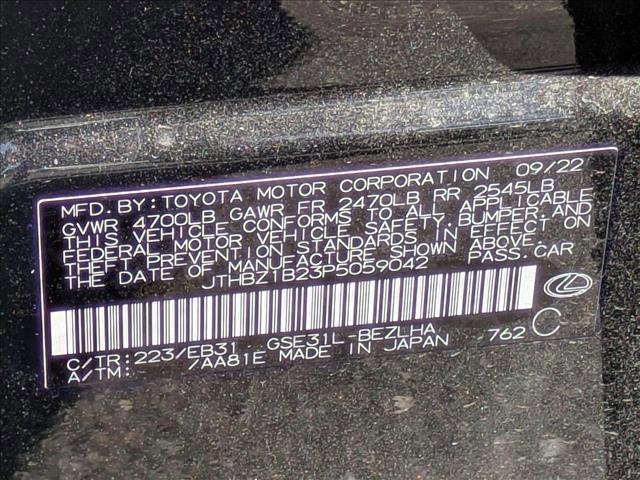 MFD.BY:TOYOTA MOTOR CORPORATION 09/22
GVWR 4700LB GAWR FR 2470LB RR 2545LB
THIS VEHICLE CONFORMS TO ALL APPLICABLE
FEDERAL MOTOR VEHICLE SAFETY,BUMPER,AND
THEFT PREVENTION STANDARDS IN EFFECT ON
THE DATE OF MANUFACTURE SHOWN ABOVE.
JTHBZ1B23P5059042 PASS.CAR
C/TR:223/EB31 GSE31L-BEZLHA 762 C
A/TM:- /AA81E MADE IN JAPAN